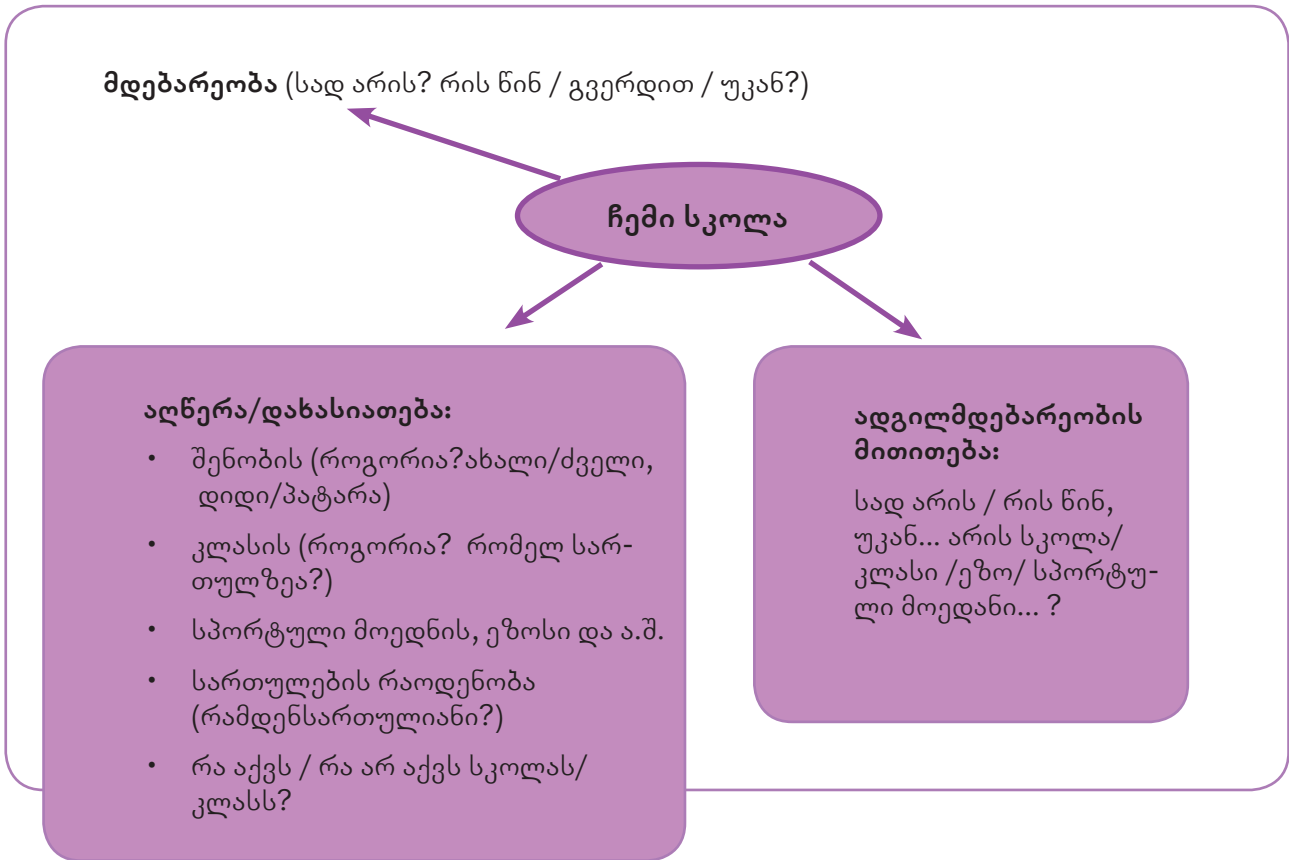 მდებარეობა (სად არის? რის წინ / გვერდით / უკან?)
ჩემი სკოლა
აღწერა/დახასიათება:
• შენობის (როგორია?ახალი/ძველი,
დიდი/პატარა)
• კლასის (როგორია? რომელ სარ-
თულზეა?)
• სპორტული მოედნის, ეზოსი და ა.შ.
• სართულების რაოდენობა
(რამდენსართულიანი?)
• რა აქვს / რა არ აქვს სკოლას/
კლასს?
ადგილმდებარეობის
მითითება:
სად არის / რის წინ,
უკან... არის სკოლა/
კლასი /ეზო/ სპორტუ-
ლი მოედანი... ?